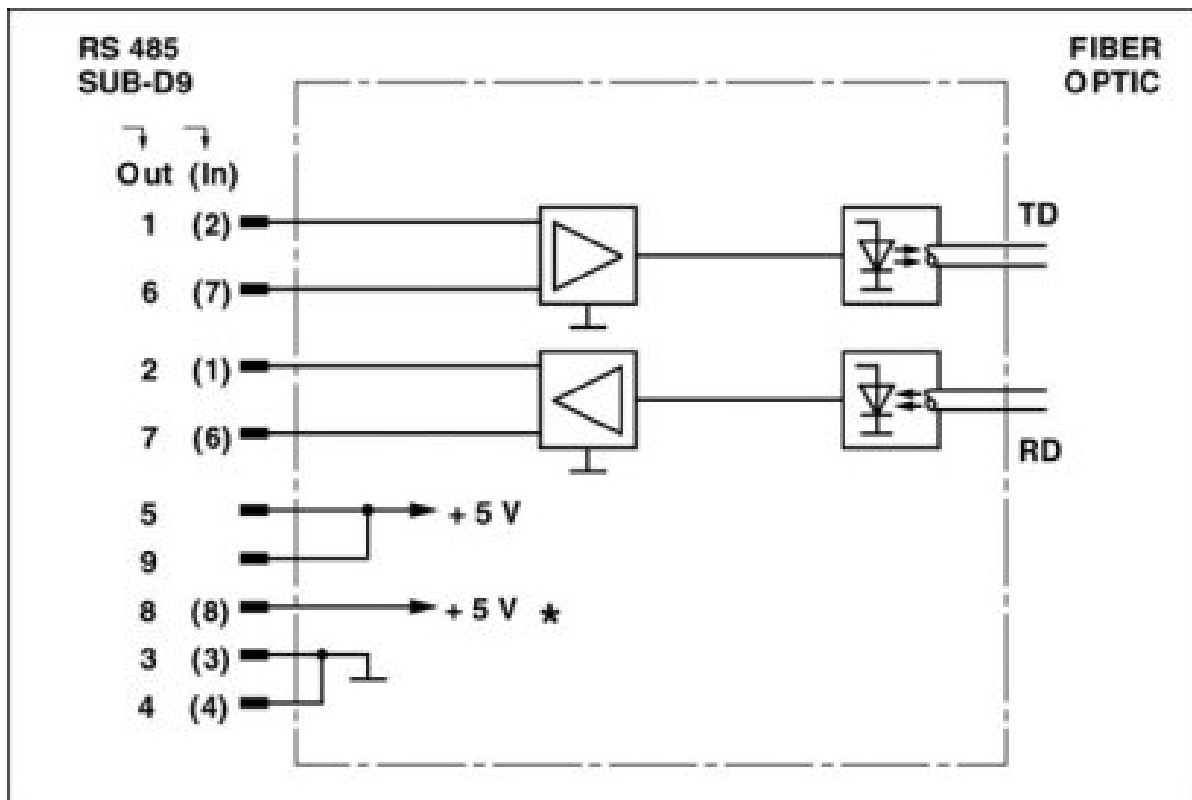 RS 485
SUB-D9
FIBER
OPTIC
Out (In)
1 (2)
TD
6 (7)
2 (1)
7 (6)
RD
5 + 5 V
9
8 (8) + 5 V *
3 (3)
4 (4)